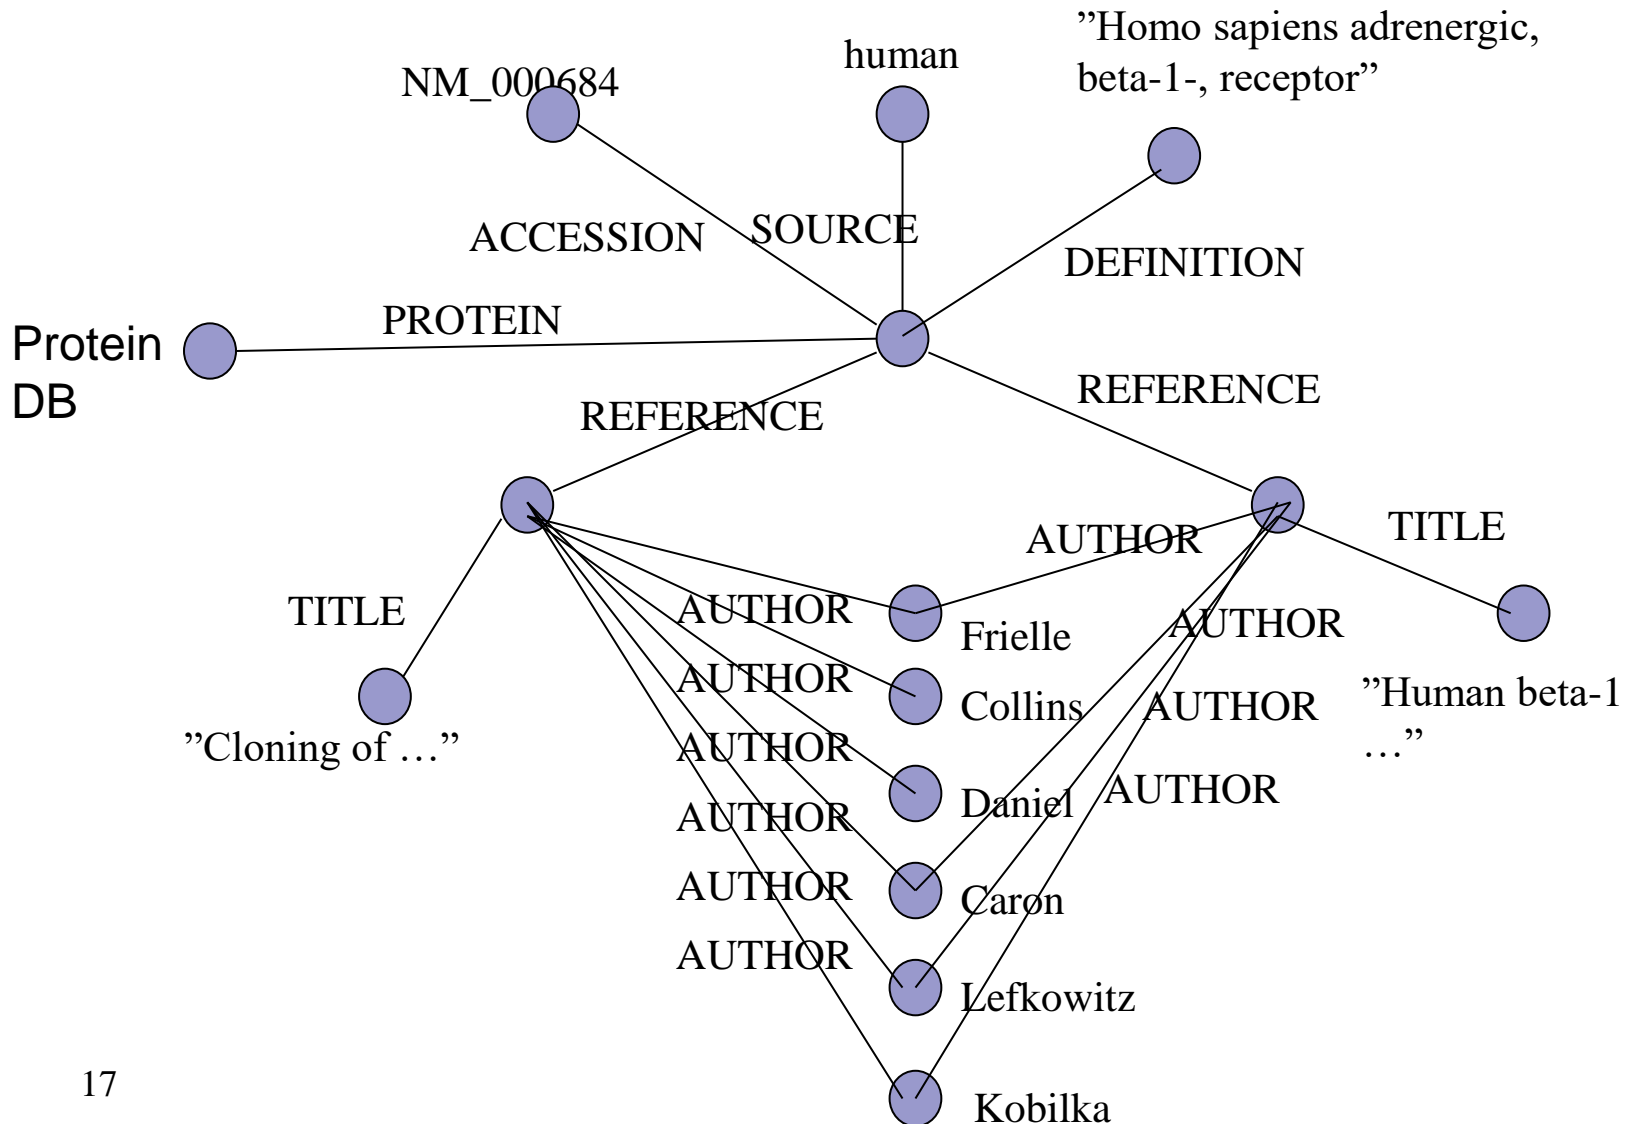 ”Homo sapiens adrenergic,
beta-1-, receptor”
human
NM_000684
SOURCE
ACCESSION
DEFINITION
PROTEIN
Protein
DB
REFERENCE
REFERENCE
TITLE
AUTHOR
TITLE
AUTHOR
AUTHOR
Frielle
AUTHOR
Collins
AUTHOR
”Human beta-1
…”
”Cloning of …”
AUTHOR
Daniel
AUTHOR
AUTHOR
AUTHOR
Caron
AUTHOR
Lefkowitz
17
Kobilka